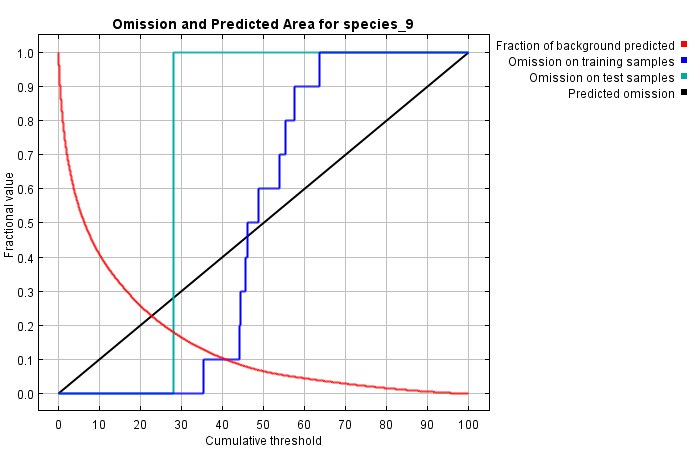 Omission and Predicted Area for species_9
Fraction of background predicted
Omission on training samples
Omission on test samples
Predicted omission
Fractional value
1.0
0.9
0.8
0.7
0.6
0.5
0.4
0.3
0.2
0.1
0.0
0 10 20 30 40 50 60 70 80 90 100
Cumulative threshold